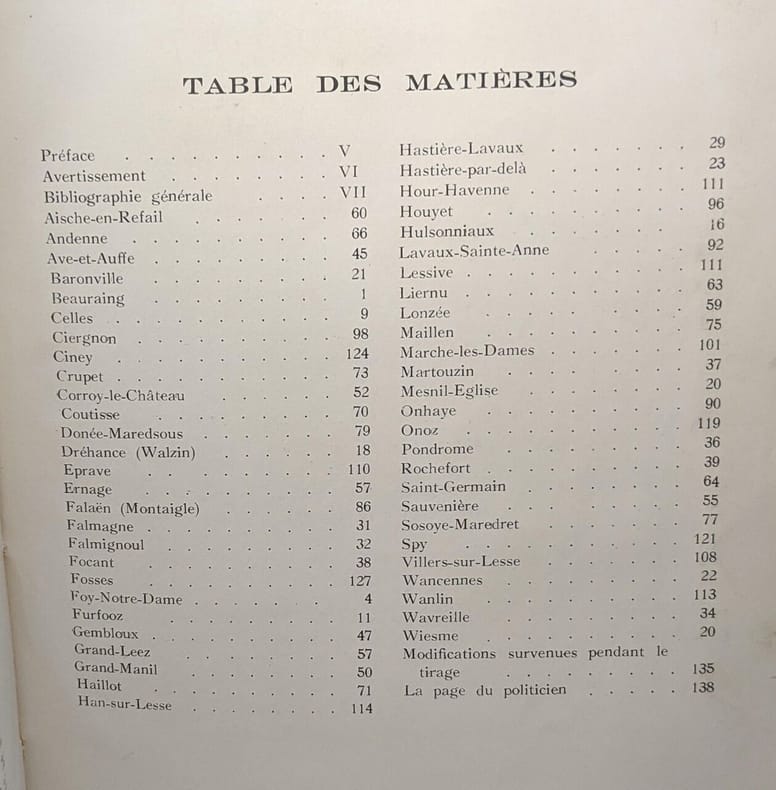 TABLE DES MATIÈRES
Préface . . . . . . . . . . V
Avertissement . . . . . . . . VI
Bibliographie générale . . . . VII
Aische-en-Refail . . . . . . 60
Andenne . . . . . . . . . . 66
Ave-et-Auffe . . . . . . . . . 45
Baronville . . . . . . . . . 21
Beauraing . . . . . . . . . 1
Celles . . . . . . . . . . . 9
Ciergnon . . . . . . . . . . 98
Ciney . . . . . . . . . . . 124
Crupet . . . . . . . . . . . 73
Corroy-le-Château . . . . . . 52
Coutisse . . . . . . . . . 70
Donée-Maredsous . . . . . . . 79
Dréhance (Walzin) . . . . . . 18
Eprave . . . . . . . . . 110
Ernage . . . . . . . . . . 57
Falaën (Montaigle) . . . . . . 86
Falmagne . . . . . . . . . . 31
Falmignoul . . . . . . . . . 32
Focant . . . . . . . . . . 38
Fosses . . . . . . . . . . 127
Foy-Notre-Dame . . . . . . . 4
Furfooz . . . . . . . . . 11
Gembloux . . . . . . . . . . 47
Grand-Leez . . . . . . . . 57
Grand-Manil . . . . . . . . 50
Haillot . . . . . . . . . . 71
Han-sur-Lesse . . . . . . . . 114
Hastière-Lavaux . . . . . . . 29
Hastière-par-delà . . . . . . . 23
Hour-Havenne . . . . . . . . 111
Houyet . . . . . . . . . . 96
Hulsonniaux . . . . . . 16
Lavaux-Sainte-Anne . . . . . 92
Lessive . . . . . . . . . . . 111
Liernu . . . . . . . . . . . 63
Lonzée . . . . . . . . . . 59
Maillen . . . . . . . . . . 75
Marche-les-Dames . . . . . . . 101
Martouzin . . . . . . . . . 37
Mesnil-Eglise . . . . . . . . 20
Onhaye . . . . . . . . . . 90
Onoz . . . . . . . . . . . 119
Pondrome . . . . . . . . . 36
Rochefort . . . . . . . . . . 39
Saint-Germain . . . . . . . . 64
Sauvenière . . . . . . . . . 55
Sosoye-Maredret . . . . . . . 77
Spy . . . . . . . . . . . 121
Villers-sur-Lesse . . . . . . . 108
Wancennes . . . . . . . . . 22
Wanlin . . . . . . . . . . 113
Wavreille . . . . . . . . . 34
Wiesme . . . . . . . . . . 20
Modifications survenues pendant le
tirage . . . . . . . . . 135
La page du politicien . . . . . 138